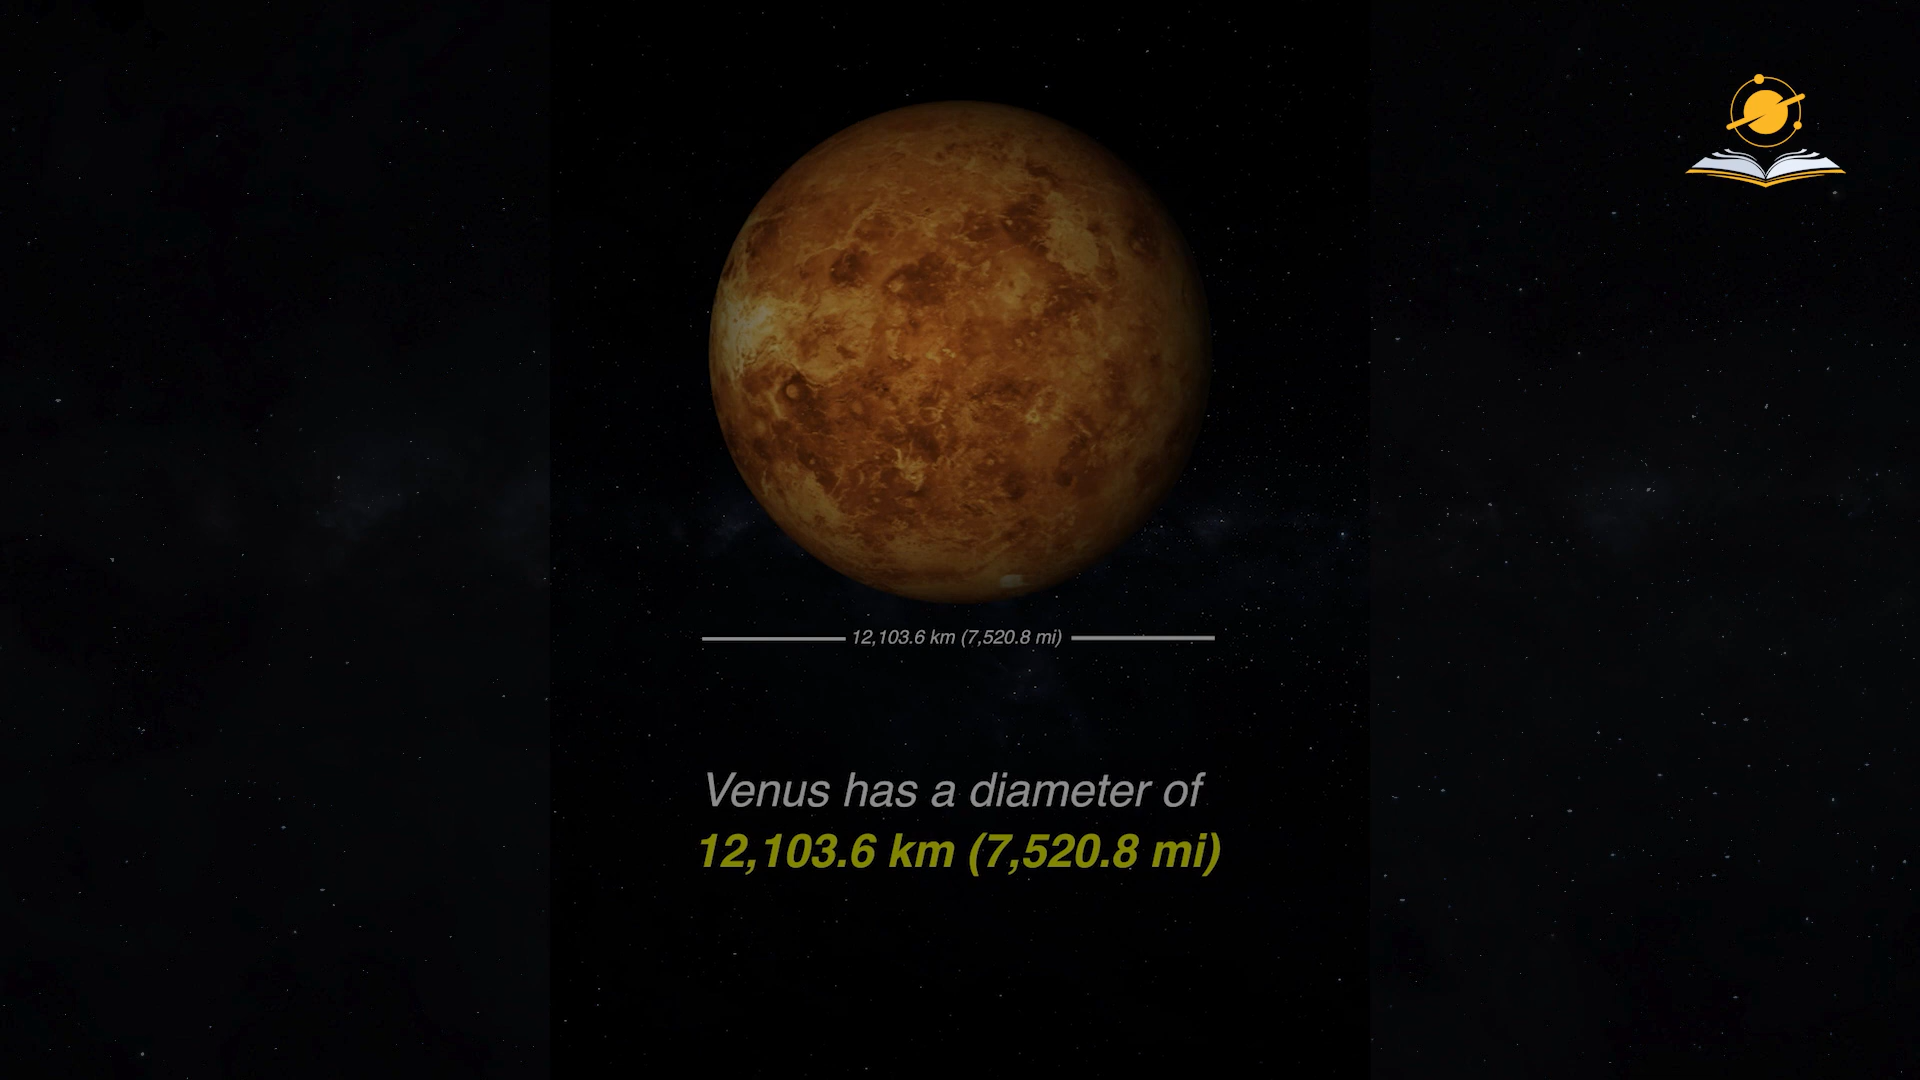 12,103.6 km (7,520.8 mi)
Venus has a diameter of
12,103.6 km (7,520.8 mi)